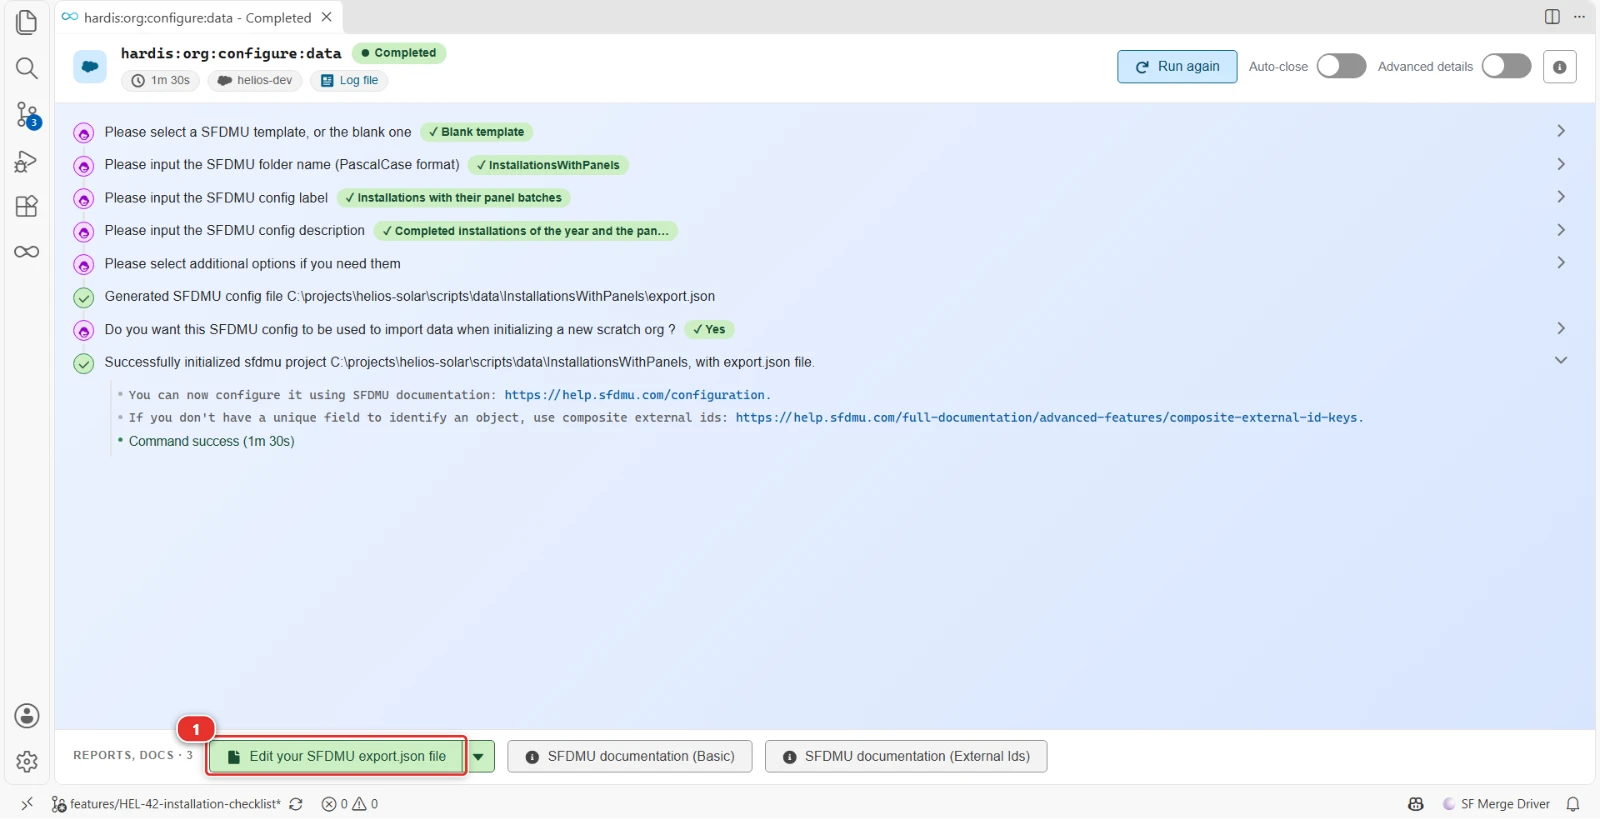 hardis:org:configure:data - Completed
hardis:org:configure:data
Completed
1m 30s
helios-dev
Log file
Run again
Auto-close
Advanced details
Please select a SFDMU template, or the blank one
✓ Blank template
Please input the SFDMU folder name (PascalCase format)
✓ InstallationsWithPanels
Please input the SFDMU config label
✓ Installations with their panel batches
Please input the SFDMU config description
✓ Completed installations of the year and the pan...
Please select additional options if you need them
Generated SFDMU config file C:\projects\helios-solar\scripts\data\InstallationsWithPanels\export.json
Do you want this SFDMU config to be used to import data when initializing a new scratch org ?
✓ Yes
Successfully initialized sfdmu project C:\projects\helios-solar\scripts\data\InstallationsWithPanels, with export.json file.
• You can now configure it using SFDMU documentation: https://help.sfdmu.com/configuration.
• If you don't have a unique field to identify an object, use composite external ids: https://help.sfdmu.com/full-documentation/advanced-features/composite-external-id-keys.
• Command success (1m 30s)
3
1
REPORTS, DOCS · 3
Edit your SFDMU export.json file
SFDMU documentation (Basic)
SFDMU documentation (External Ids)
features/HEL-42-installation-checklist*
0
0
SF Merge Driver